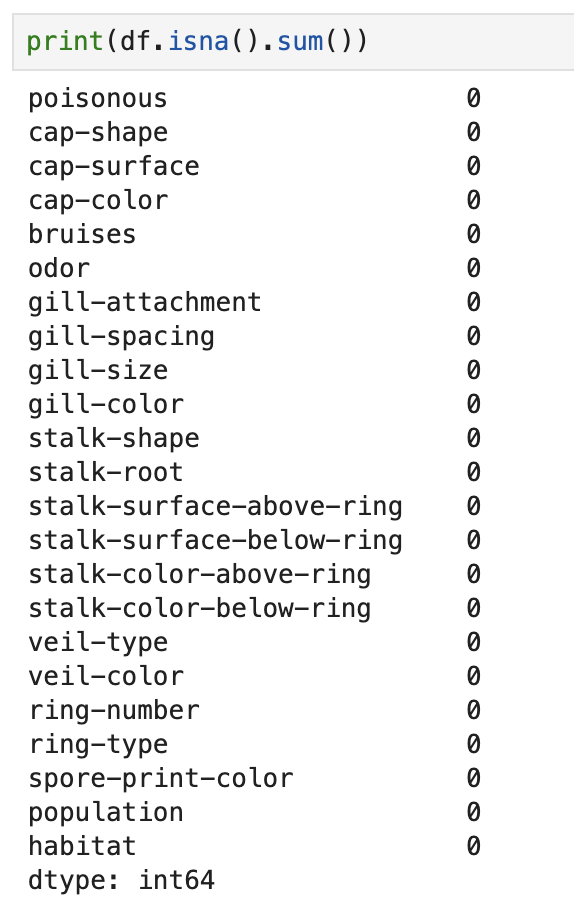 print(df.isna().sum())
poisonous 0
cap-shape 0
cap-surface 0
cap-color 0
bruises 0
odor 0
gill-attachment 0
gill-spacing 0
gill-size 0
gill-color 0
stalk-shape 0
stalk-root 0
stalk-surface-above-ring 0
stalk-surface-below-ring 0
stalk-color-above-ring 0
stalk-color-below-ring 0
veil-type 0
veil-color 0
ring-number 0
ring-type 0
spore-print-color 0
population 0
habitat 0
dtype: int64